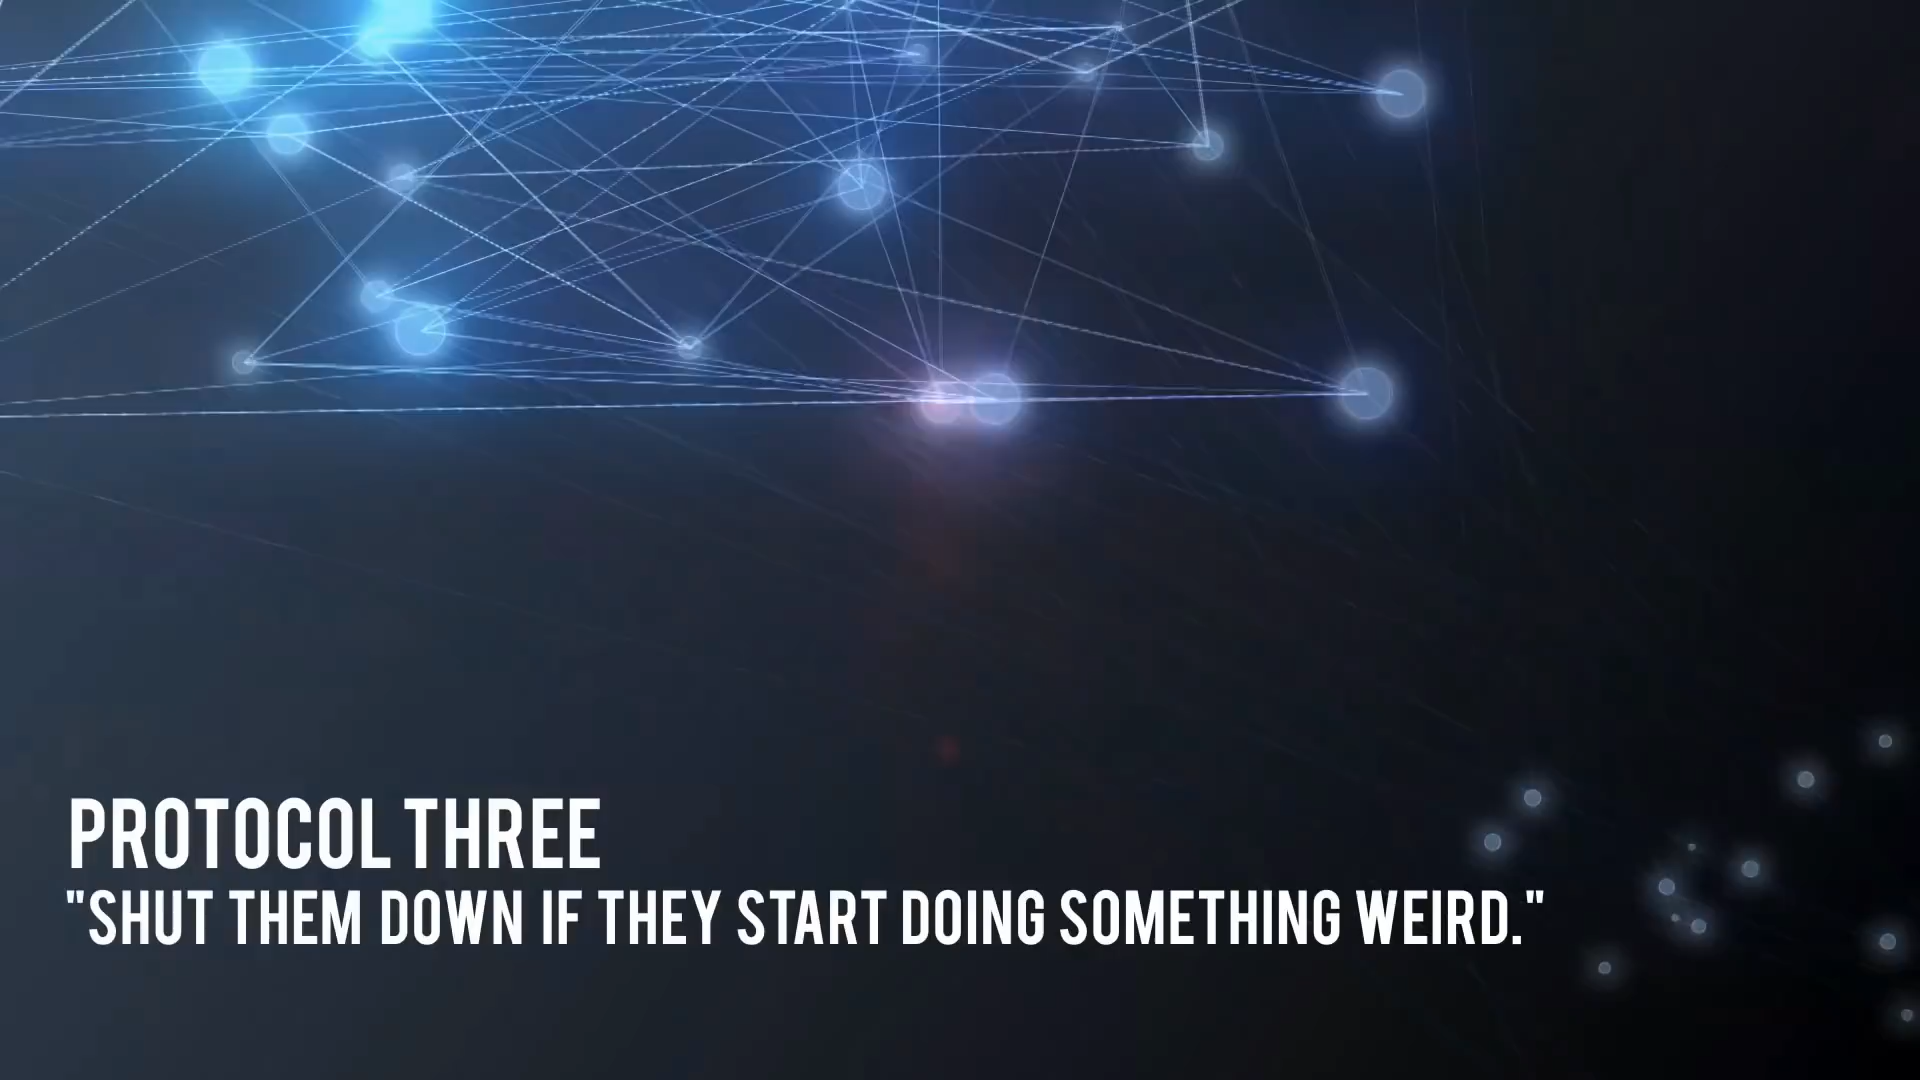 PROTOCOL THREE
"SHUT THEM DOWN IF THEY START DOING SOMETHING WEIRD."